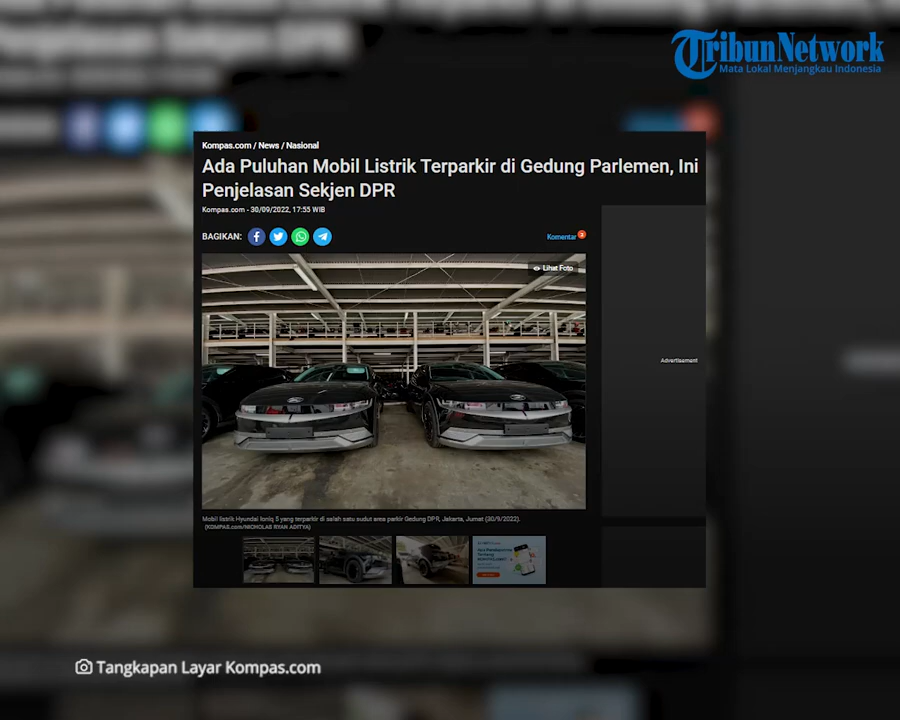 TribunNetwork
Mata Lokal Menjangkau Indonesia
Kompas.com / News / Nasional
Ada Puluhan Mobil Listrik Terparkir di Gedung Parlemen, Ini
Penjelasan Sekjen DPR
Kompas.com - 30/09/2022, 17:55 WIB
BAGIKAN:
Komentar 3
Lihat Foto
Advertisement
Mobil listrik Hyundai Ioniq 5 yang terparkir di salah satu sudut area parkir Gedung DPR, Jakarta, Jumat (30/9/2022).
(KOMPAS.com/NICHOLAS RYAN ADITYA)
Tangkapan Layar Kompas.com